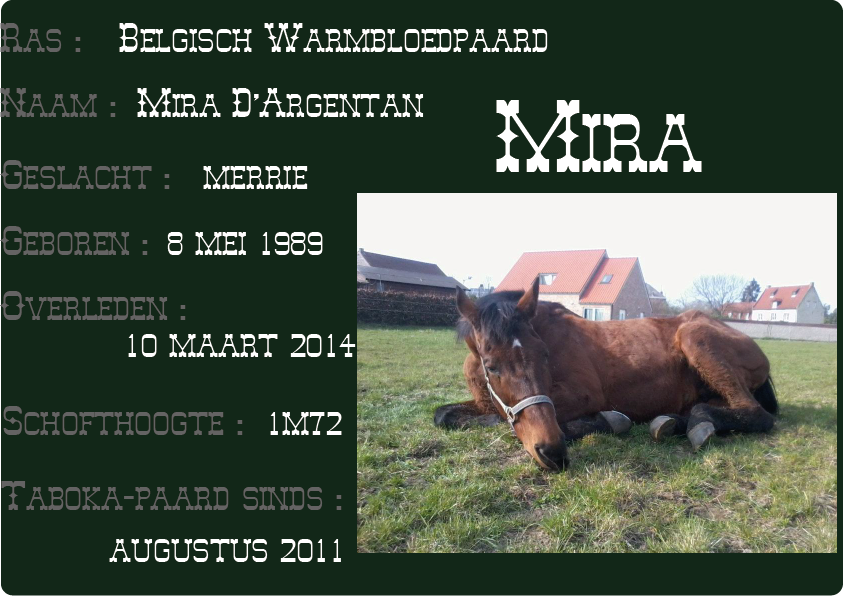 Ras : Belgisch Warmbloedpaard
Naam : Mira D'Argentan
Mira
Geslacht : merrie
Geboren : 8 mei 1989
Overleden :
10 maart 2014
Schofthoogte : 1m72
Taboka-paard sinds :
augustus 2011